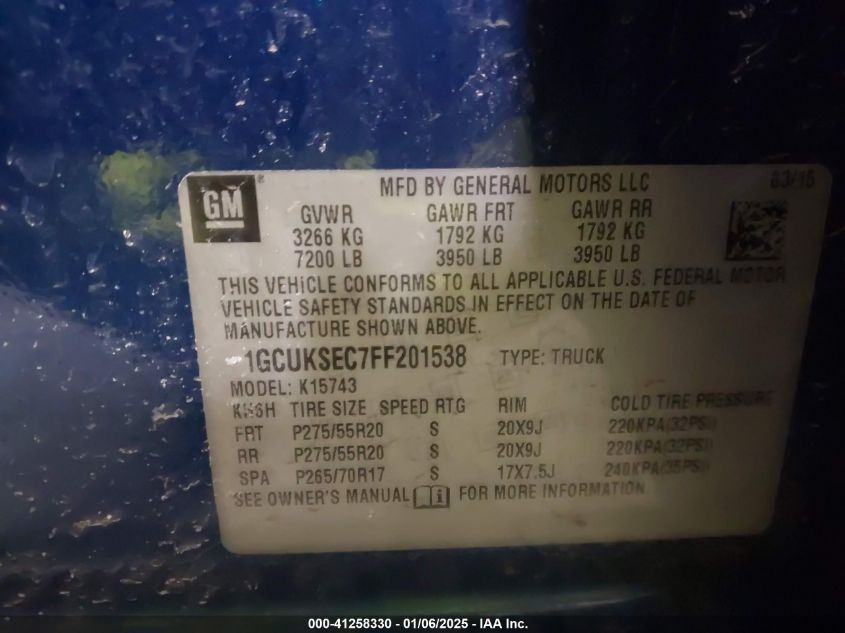 GM MFD BY GENERAL MOTORS LLC 03/15
GVWR GAWR FRT GAWR RR
3266 KG 1792 KG 1792 KG
7200 LB 3950 LB 3950 LB
THIS VEHICLE CONFORMS TO ALL APPLICABLE U.S. FEDERAL MOTOR
VEHICLE SAFETY STANDARDS IN EFFECT ON THE DATE OF
MANUFACTURE SHOWN ABOVE.
1GCUKSEC7FF201538 TYPE: TRUCK
MODEL: K15743
TIRE SIZE SPEED RTG RIM COLD TIRE PRESSURE
FRT P275/55R20 S 20X9J 220KPA(32PSI)
RR P275/55R20 S 20X9J 220KPA(32PSI)
SPA P265/70R17 S 17X7.5J 240KPA(35PSI)
SEE OWNER'S MANUAL FOR MORE INFORMATION
000-41258330 - 01/06/2025 - IAA Inc.